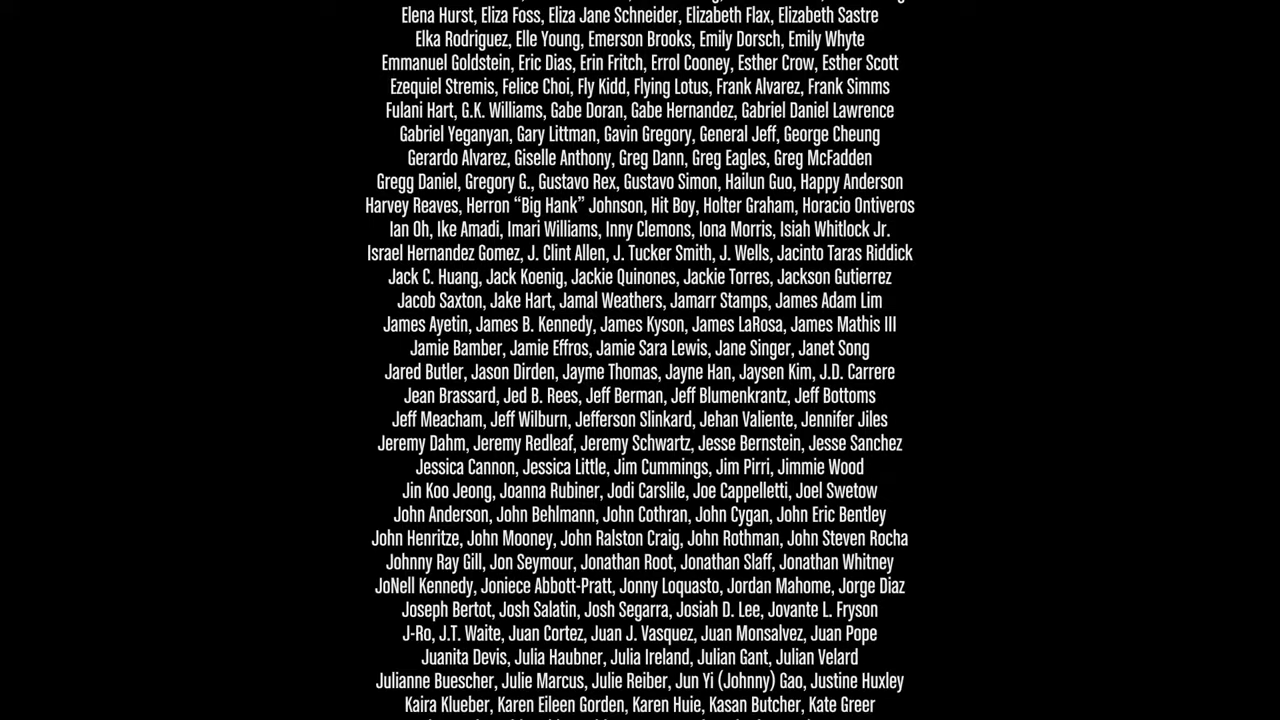 Elena Hurst, Eliza Foss, Eliza Jane Schneider, Elizabeth Flax, Elizabeth Sastre
Elka Rodriguez, Elle Young, Emerson Brooks, Emily Dorsch, Emily Whyte
Emmanuel Goldstein, Eric Dias, Erin Fritch, Errol Cooney, Esther Crow, Esther Scott
Ezequiel Stremis, Felice Choi, Fly Kidd, Flying Lotus, Frank Alvarez, Frank Simms
Fulani Hart, G.K. Williams, Gabe Doran, Gabe Hernandez, Gabriel Daniel Lawrence
Gabriel Yeganyan, Gary Littman, Gavin Gregory, General Jeff, George Cheung
Gerardo Alvarez, Giselle Anthony, Greg Dann, Greg Eagles, Greg McFadden
Gregg Daniel, Gregory G., Gustavo Rex, Gustavo Simon, Hailun Guo, Happy Anderson
Harvey Reaves, Herron “Big Hank” Johnson, Hit Boy, Holter Graham, Horacio Ontiveros
Ian Oh, Ike Amadi, Imari Williams, Inny Clemons, Iona Morris, Isiah Whitlock Jr.
Israel Hernandez Gomez, J. Clint Allen, J. Tucker Smith, J. Wells, Jacinto Taras Riddick
Jack C. Huang, Jack Koenig, Jackie Quinones, Jackie Torres, Jackson Gutierrez
Jacob Saxton, Jake Hart, Jamal Weathers, Jamarr Stamps, James Adam Lim
James Ayetin, James B. Kennedy, James Kyson, James LaRosa, James Mathis III
Jamie Bamber, Jamie Effros, Jamie Sara Lewis, Jane Singer, Janet Song
Jared Butler, Jason Dirden, Jayme Thomas, Jayne Han, Jaysen Kim, J.D. Carrere
Jean Brassard, Jed B. Rees, Jeff Berman, Jeff Blumenkrantz, Jeff Bottoms
Jeff Meacham, Jeff Wilburn, Jefferson Slinkard, Jehan Valiente, Jennifer Jiles
Jeremy Dahm, Jeremy Redleaf, Jeremy Schwartz, Jesse Bernstein, Jesse Sanchez
Jessica Cannon, Jessica Little, Jim Cummings, Jim Pirri, Jimmie Wood
Jin Koo Jeong, Joanna Rubiner, Jodi Carslile, Joe Cappelletti, Joel Swetow
John Anderson, John Behlmann, John Cothran, John Cygan, John Eric Bentley
John Henritze, John Mooney, John Ralston Craig, John Rothman, John Steven Rocha
Johnny Ray Gill, Jon Seymour, Jonathan Root, Jonathan Slaff, Jonathan Whitney
JoNell Kennedy, Joniece Abbott-Pratt, Jonny Loquasto, Jordan Mahome, Jorge Diaz
Joseph Bertot, Josh Salatin, Josh Segarra, Josiah D. Lee, Jovante L. Fryson
J-Ro, J.T. Waite, Juan Cortez, Juan J. Vasquez, Juan Monsalvez, Juan Pope
Juanita Devis, Julia Haubner, Julia Ireland, Julian Gant, Julian Velard
Julianne Buescher, Julie Marcus, Julie Reiber, Jun Yi (Johnny) Gao, Justine Huxley
Kaira Klueber, Karen Eileen Gorden, Karen Huie, Kasan Butcher, Kate Greer